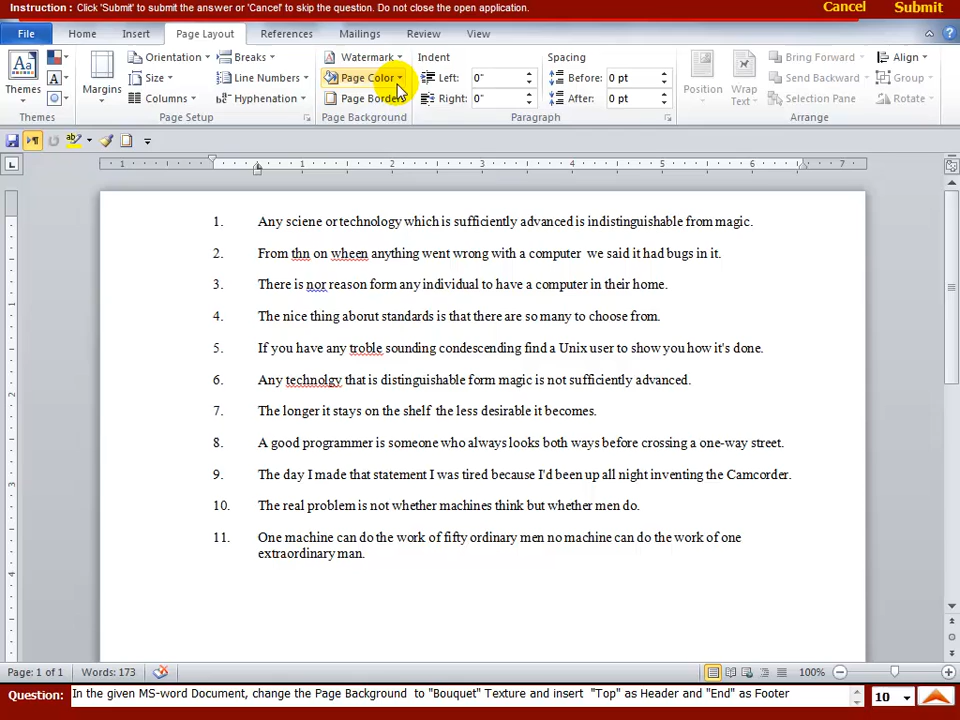 Instruction : Click 'Submit' to submit the answer or 'Cancel' to skip the question. Do not close the open application.
Cancel Submit
File Home Insert Page Layout References Mailings Review View
Orientation Breaks Watermark Indent Spacing Align
Themes Margins Size Line Numbers Page Color Left: 0" Before: 0 pt Position Wrap Text Send Backward Group
Columns Hyphenation Page Borders Right: 0" After: 0 pt Selection Pane Rotate
Themes Page Setup Page Background Paragraph Arrange
1 1 2 3 4 5 6 7
1. Any sciene or technology which is sufficiently advanced is indistinguishable from magic.
2. From thn on wheen anything went wrong with a computer we said it had bugs in it.
3. There is nor reason form any individual to have a computer in their home.
4. The nice thing aborut standards is that there are so many to choose from.
5. If you have any troble sounding condescending find a Unix user to show you how it's done.
6. Any technolgy that is distinguishable form magic is not sufficiently advanced.
7. The longer it stays on the shelf the less desirable it becomes.
8. A good programmer is someone who always looks both ways before crossing a one-way street.
9. The day I made that statement I was tired because I'd been up all night inventing the Camcorder.
10. The real problem is not whether machines think but whether men do.
11. One machine can do the work of fifty ordinary men no machine can do the work of one
extraordinary man.
Page: 1 of 1 Words: 173 100%
Question: In the given MS-word Document, change the Page Background to "Bouquet" Texture and insert "Top" as Header and "End" as Footer 10